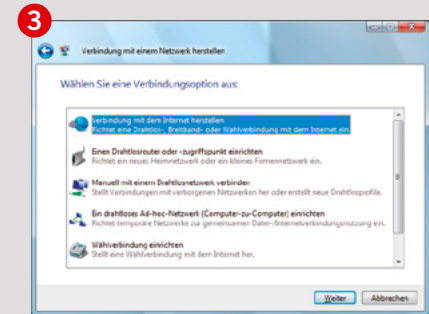 3
Verbindung mit einem Netzwerk herstellen
Wählen Sie eine Verbindungsoption aus:
Verbindung mit dem Internet herstellen
Richtet eine Drahtlos-, Breitband- oder Wählverbindung mit dem Internet ein.
Einen Drahtlosrouter oder -zugriffspunkt einrichten
Richtet ein neues Heimnetzwerk oder ein kleines Firmennetzwerk ein.
Manuell mit einem Drahtlosnetzwerk verbinden
Stellt Verbindungen mit verborgenen Netzwerken her oder erstellt neue Drahtlosprofile.
Ein drahtloses Ad-hoc-Netzwerk (Computer-zu-Computer) einrichten
Richtet temporäre Netzwerke zur gemeinsamen Datei-/Internetverbindungsnutzung ein.
Wählverbindung einrichten
Stellt eine Wählverbindung mit dem Internet her.
Weiter Abbrechen